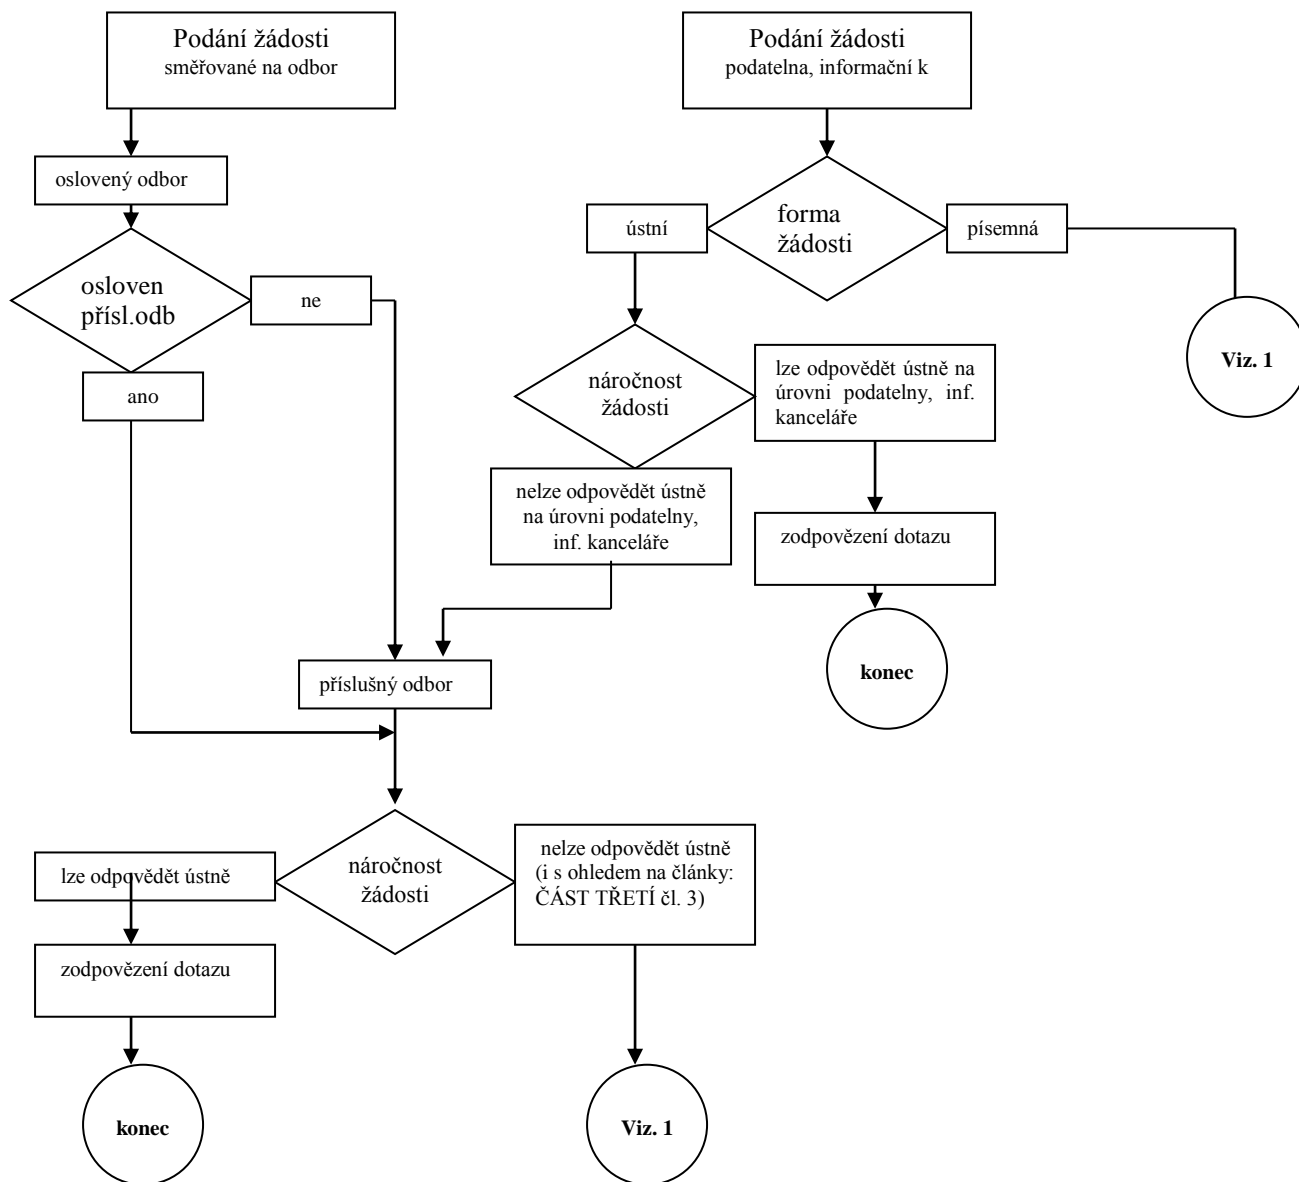 Podání žádosti
směřované na odbor
Podání žádosti
podatelna, informační k
oslovený odbor
forma
žádosti
ústní
písemná
osloven
přísl.odb
ne
ano
Viz. 1
náročnost
žádosti
lze odpovědět ústně na
úrovni podatelny, inf.
kanceláře
nelze odpovědět ústně
na úrovni podatelny,
inf. kanceláře
zodpovězení dotazu
konec
příslušný odbor
náročnost
žádosti
lze odpovědět ústně
nelze odpovědět ústně
(i s ohledem na články:
ČÁST TŘETÍ čl. 3)
zodpovězení dotazu
konec
Viz. 1